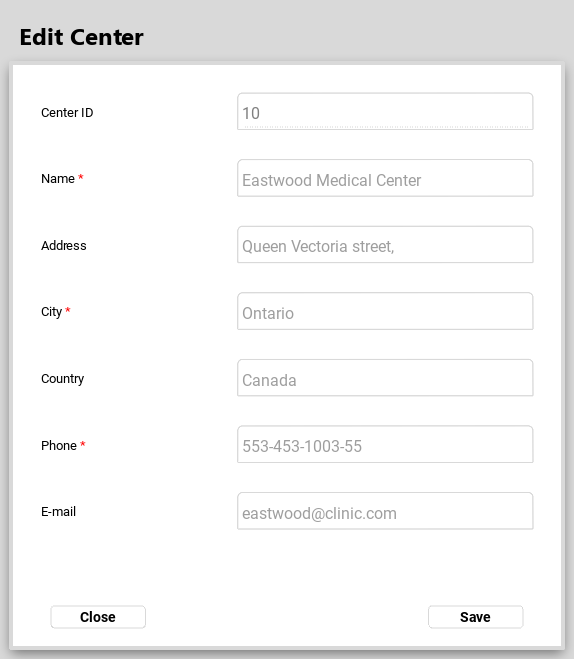 Edit Center
Center ID 10
Name * Eastwood Medical Center
Address Queen Vectoria street,
City * Ontario
Country Canada
Phone * 553-453-1003-55
E-mail eastwood@clinic.com
Close Save